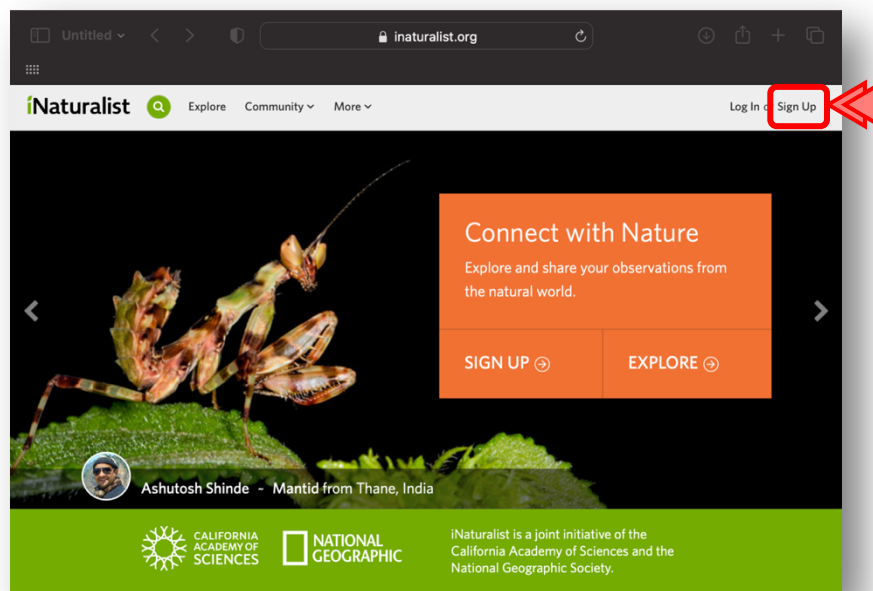 Untitled
inaturalist.org
iNaturalist Explore Community More Log In Sign Up
Connect with Nature
Explore and share your observations from
the natural world.
SIGN UP EXPLORE
Ashutosh Shinde - Mantid from Thane, India
CALIFORNIA
ACADEMY OF
SCIENCES
NATIONAL
GEOGRAPHIC
iNaturalist is a joint initiative of the
California Academy of Sciences and the
National Geographic Society.